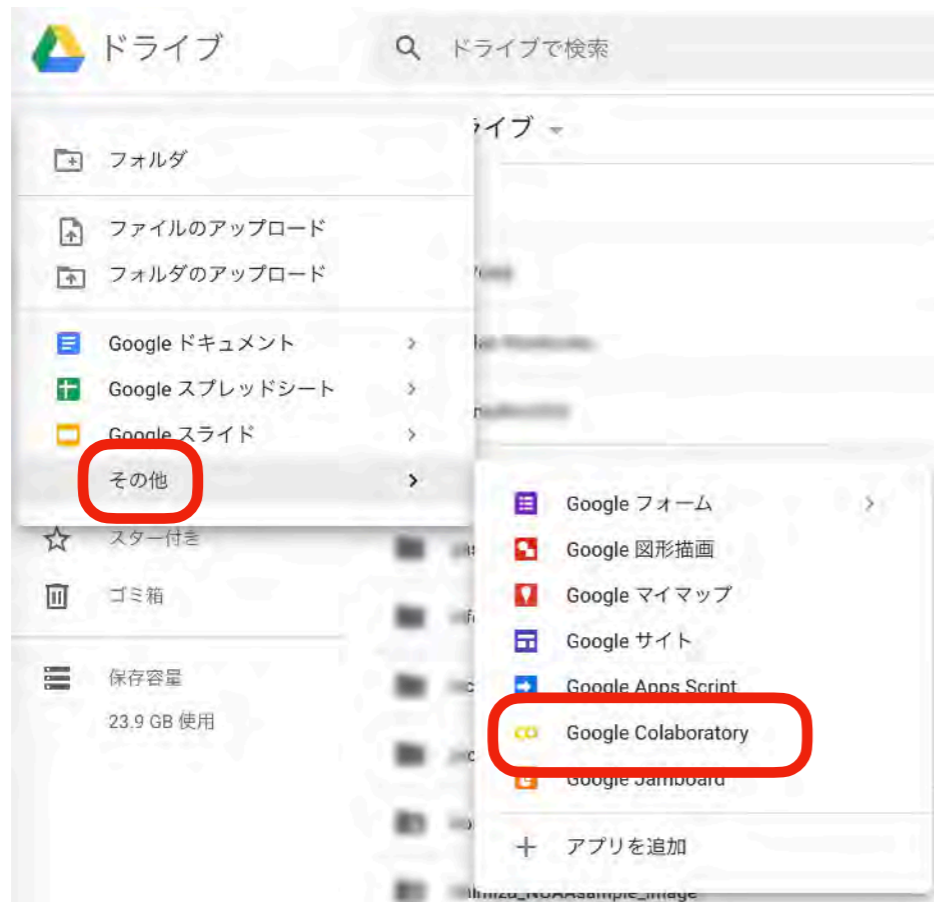 ドライブ
ドライブで検索
ライブ
フォルダ
ファイルのアップロード
フォルダのアップロード
Google ドキュメント
Google スプレッドシート
Google スライド
その他
スター付き
ゴミ箱
保存容量
23.9 GB 使用
Google フォーム
Google 図形描画
Google マイマップ
Google サイト
Google Apps Script
Google Colaboratory
Google Jamboard
アプリを追加